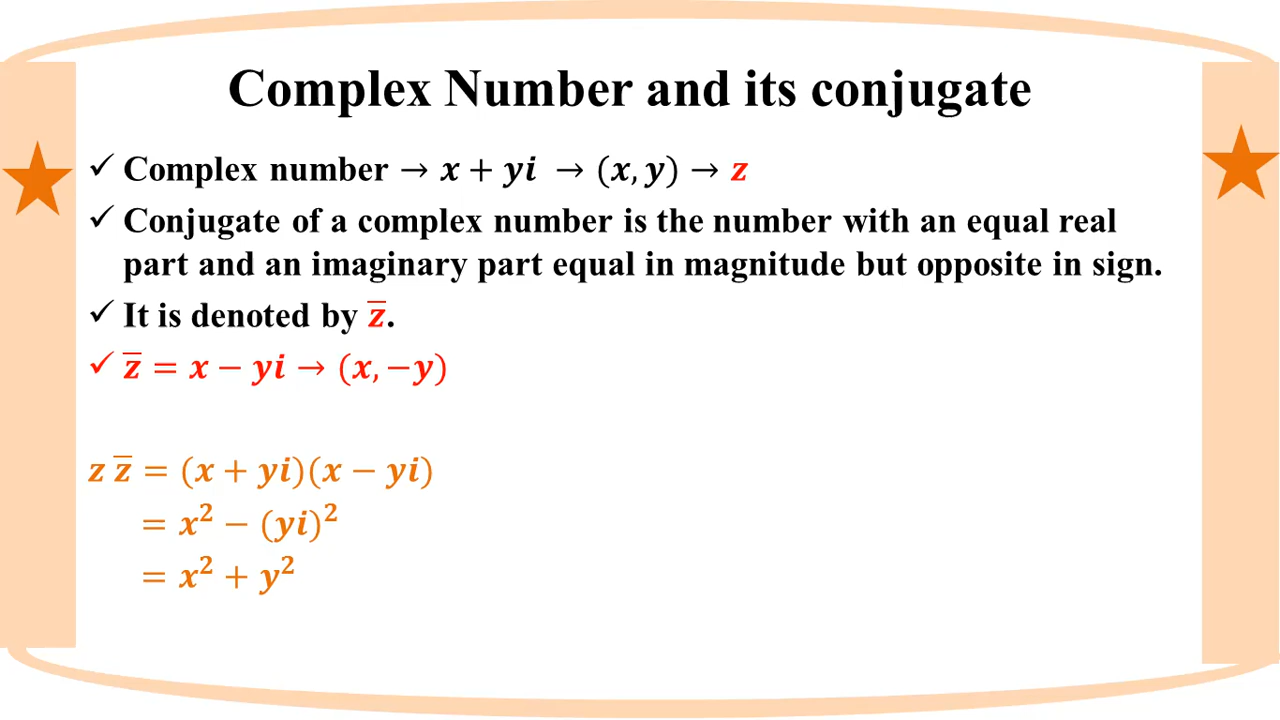 Complex Number and its conjugate
✓ Complex number → x + yi → (x, y) → z
✓ Conjugate of a complex number is the number with an equal real
part and an imaginary part equal in magnitude but opposite in sign.
✓ It is denoted by z̅.
✓ z̅ = x − yi → (x, −y)
z z̅ = (x + yi)(x − yi)
= x² − (yi)²
= x² + y²